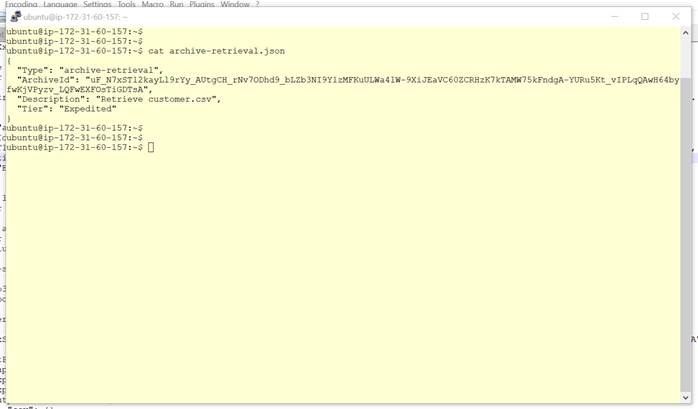 Encoding Language Settings Tools Macro Run Plugins Window ?
ubuntu@ip-172-31-60-157: ~
ubuntu@ip-172-31-60-157:~$
ubuntu@ip-172-31-60-157:~$
ubuntu@ip-172-31-60-157:~$ cat archive-retrieval.json
{
"Type": "archive-retrieval",
"ArchiveId": "uF_N7xST12kayLl9rYy_AUtgCH_rNv7ODhd9_bLZb3NI9YlzMFKuULWa41W-9XiJEaVC60ZCRHzK7kTAMW75kFndgA-YURu5Kt_vIPLqQAwH64by
fwKjVPyzv_LQFwEXFOsTiGDTsA",
"Description": "Retrieve customer.csv",
"Tier": "Expedited"
}
ubuntu@ip-172-31-60-157:~$
ubuntu@ip-172-31-60-157:~$
ubuntu@ip-172-31-60-157:~$